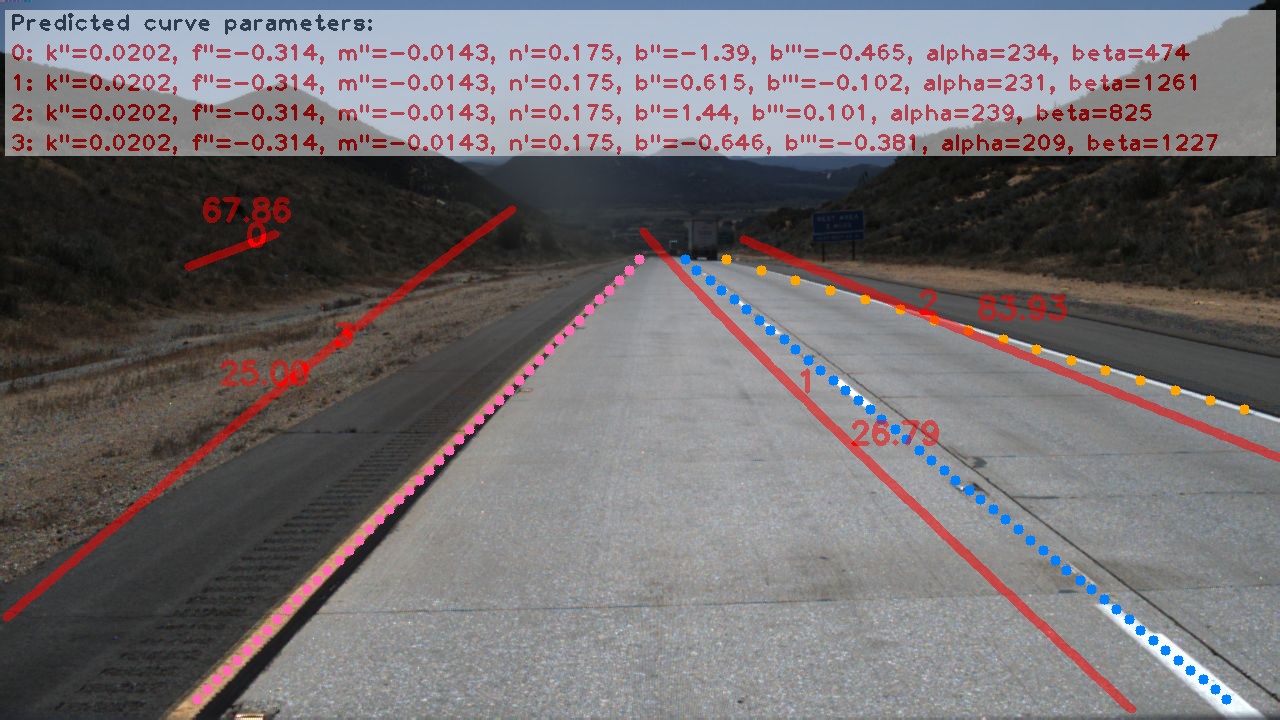 Predicted curve parameters:
0: k''=0.0202, f''=-0.314, m''=-0.0143, n'=0.175, b''=-1.39, b'''=-0.465, alpha=234, beta=474
1: k''=0.0202, f''=-0.314, m''=-0.0143, n'=0.175, b''=0.615, b'''=-0.102, alpha=231, beta=1261
2: k''=0.0202, f''=-0.314, m''=-0.0143, n'=0.175, b''=1.44, b'''=0.101, alpha=239, beta=825
3: k''=0.0202, f''=-0.314, m''=-0.0143, n'=0.175, b''=-0.646, b'''=-0.381, alpha=209, beta=1227
67.86
0
REST AREA
2 83.93
3
25.00
1
26.79